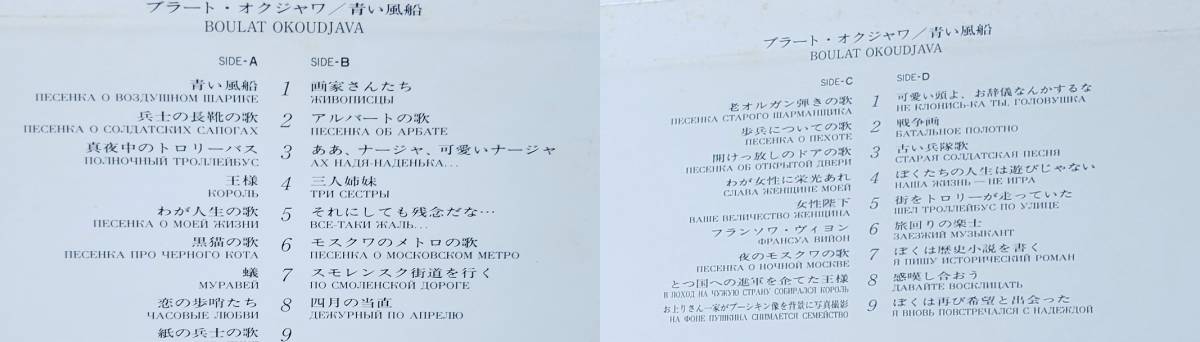 ブラート・オクジャワ／青い風船
BOULAT OKOUDJAVA
SIDE-A SIDE-B
青い風船 1 画家さんたち
ПЕСЕНКА О ВОЗДУШНОМ ШАРИКЕ ЖИВОПИСЦЫ
兵士の長靴の歌 2 アルバートの歌
ПЕСЕНКА О СОЛДАТСКИХ САПОГАХ ПЕСЕНКА ОБ АРБАТЕ
真夜中のトロリーバス 3 ああ、ナージャ、可愛いナージャ
ПОЛНОЧНЫЙ ТРОЛЛЕЙБУС АХ НАДЯ-НАДЕНЬКА...
王様 4 三人姉妹
КОРОЛЬ ТРИ СЕСТРЫ
わが人生の歌 5 それにしても残念だな…
ПЕСЕНКА О МОЕЙ ЖИЗНИ ВСЕ-ТАКИ ЖАЛЬ...
黒猫の歌 6 モスクワのメトロの歌
ПЕСЕНКА ПРО ЧЕРНОГО КОТА ПЕСЕНКА О МОСКОВСКОМ МЕТРО
蟻 7 スモレンスク街道を行く
МУРАВЕЙ ПО СМОЛЕНСКОЙ ДОРОГЕ
恋の歩哨たち 8 四月の当直
ЧАСОВЫЕ ЛЮБВИ ДЕЖУРНЫЙ ПО АПРЕЛЮ
紙の兵士の歌 9
ブラート・オクジャワ／青い風船
BOULAT OKOUDJAVA
SIDE-C SIDE-D
老オルガン弾きの歌 1 可愛い頭よ、お辞儀なんかするな
ПЕСЕНКА СТАРОГО ШАРМАНЩИКА НЕ КЛОНИСЬ-КА ТЫ, ГОЛОВУШКА
歩兵についての歌 2 戦争画
ПЕСЕНКА О ПЕХОТЕ БАТАЛЬНОЕ ПОЛОТНО
開けっ放しのドアの歌 3 古い兵隊歌
ПЕСЕНКА ОБ ОТКРЫТОЙ ДВЕРИ СТАРАЯ СОЛДАТСКАЯ ПЕСНЯ
わが女性に栄光あれ 4 ぼくたちの人生は遊びじゃない
СЛАВА ЖЕНЩИНЕ МОЕЙ НАША ЖИЗНЬ—НЕ ИГРА
女性陛下 5 街をトロリーが走っていた
ВАШЕ ВЕЛИЧЕСТВО ЖЕНЩИНА ШЕЛ ТРОЛЛЕЙБУС ПО УЛИЦЕ
フランソワ・ヴィヨン 6 旅回りの楽士
ФРАНСУА ВИЙОН ЗАЕЗЖИЙ МУЗЫКАНТ
夜のモスクワの歌 7 ぼくは歴史小説を書く
ПЕСЕНКА О НОЧНОЙ МОСКВЕ Я ПИШУ ИСТОРИЧЕСКИЙ РОМАН
とつ国への進軍を企てた王様 8 感嘆し合おう
В ПОХОД НА ЧУЖУЮ СТРАНУ СОБИРАЛСЯ КОРОЛЬ ДАВАЙТЕ ВОСКЛИЦАТЬ
お上りさん一家がプーシキン像を背景に写真撮影 9 ぼくは再び希望と出会った
НА ФОНЕ ПУШКИНА СНИМАЕТСЯ СЕМЕЙСТВО Я ВНОВЬ ПОВСТРЕЧАЛСЯ С НАДЕЖДОЙ